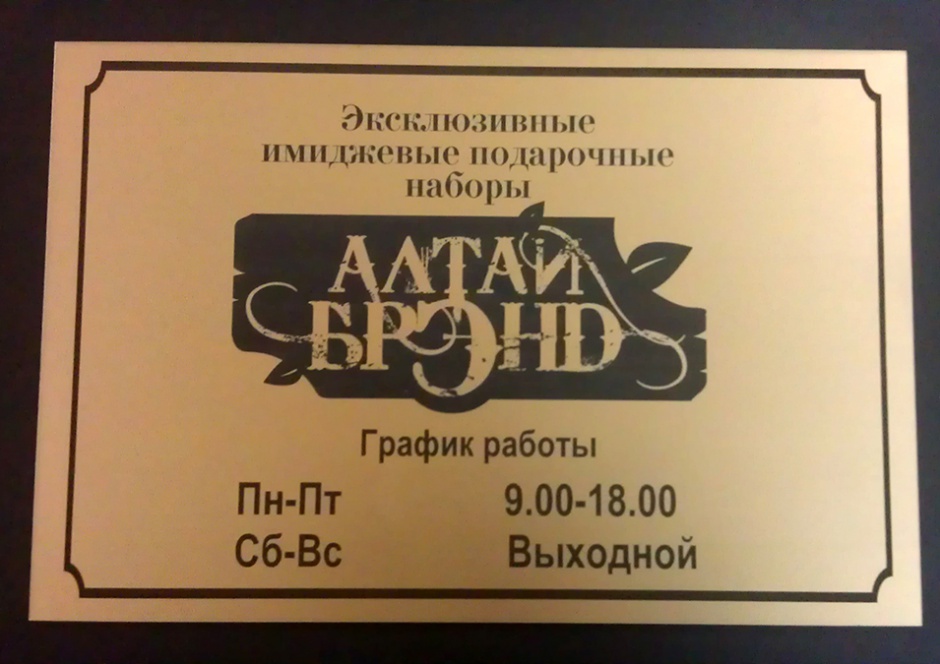 Эксклюзивные
имиджевые подарочные
наборы
АЛТАЙ
БРЭНD
График работы
Пн-Пт 9.00-18.00
Сб-Вс Выходной